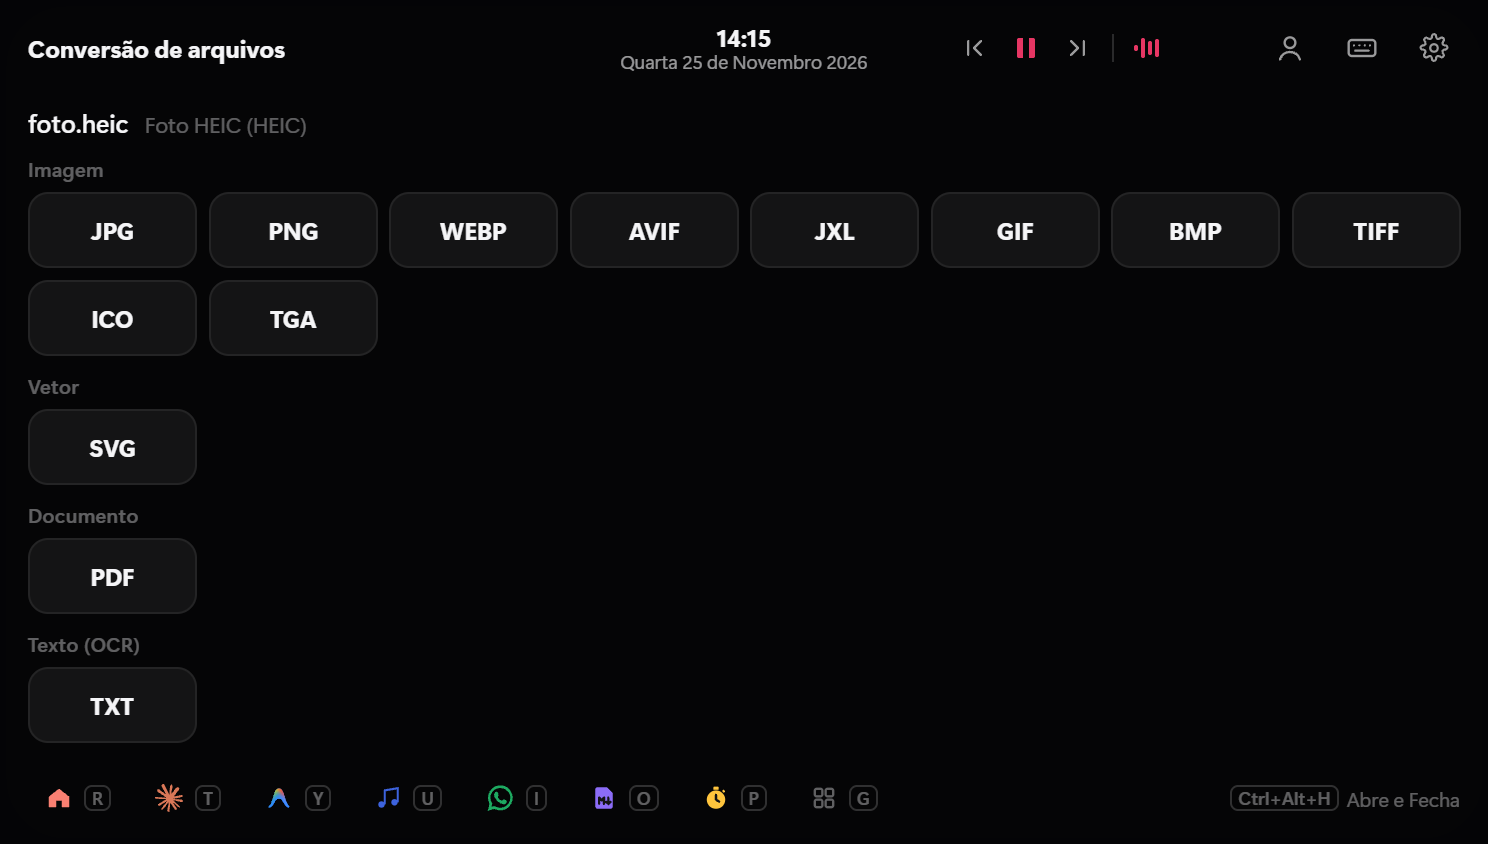 Conversão de arquivos
14:15
Quarta 25 de Novembro 2026
foto.heic Foto HEIC (HEIC)
Imagem
JPG PNG WEBP AVIF JXL GIF BMP TIFF
ICO TGA
Vetor
SVG
Documento
PDF
Texto (OCR)
TXT
R T Y U I M↓ O P G Ctrl+Alt+H Abre e Fecha